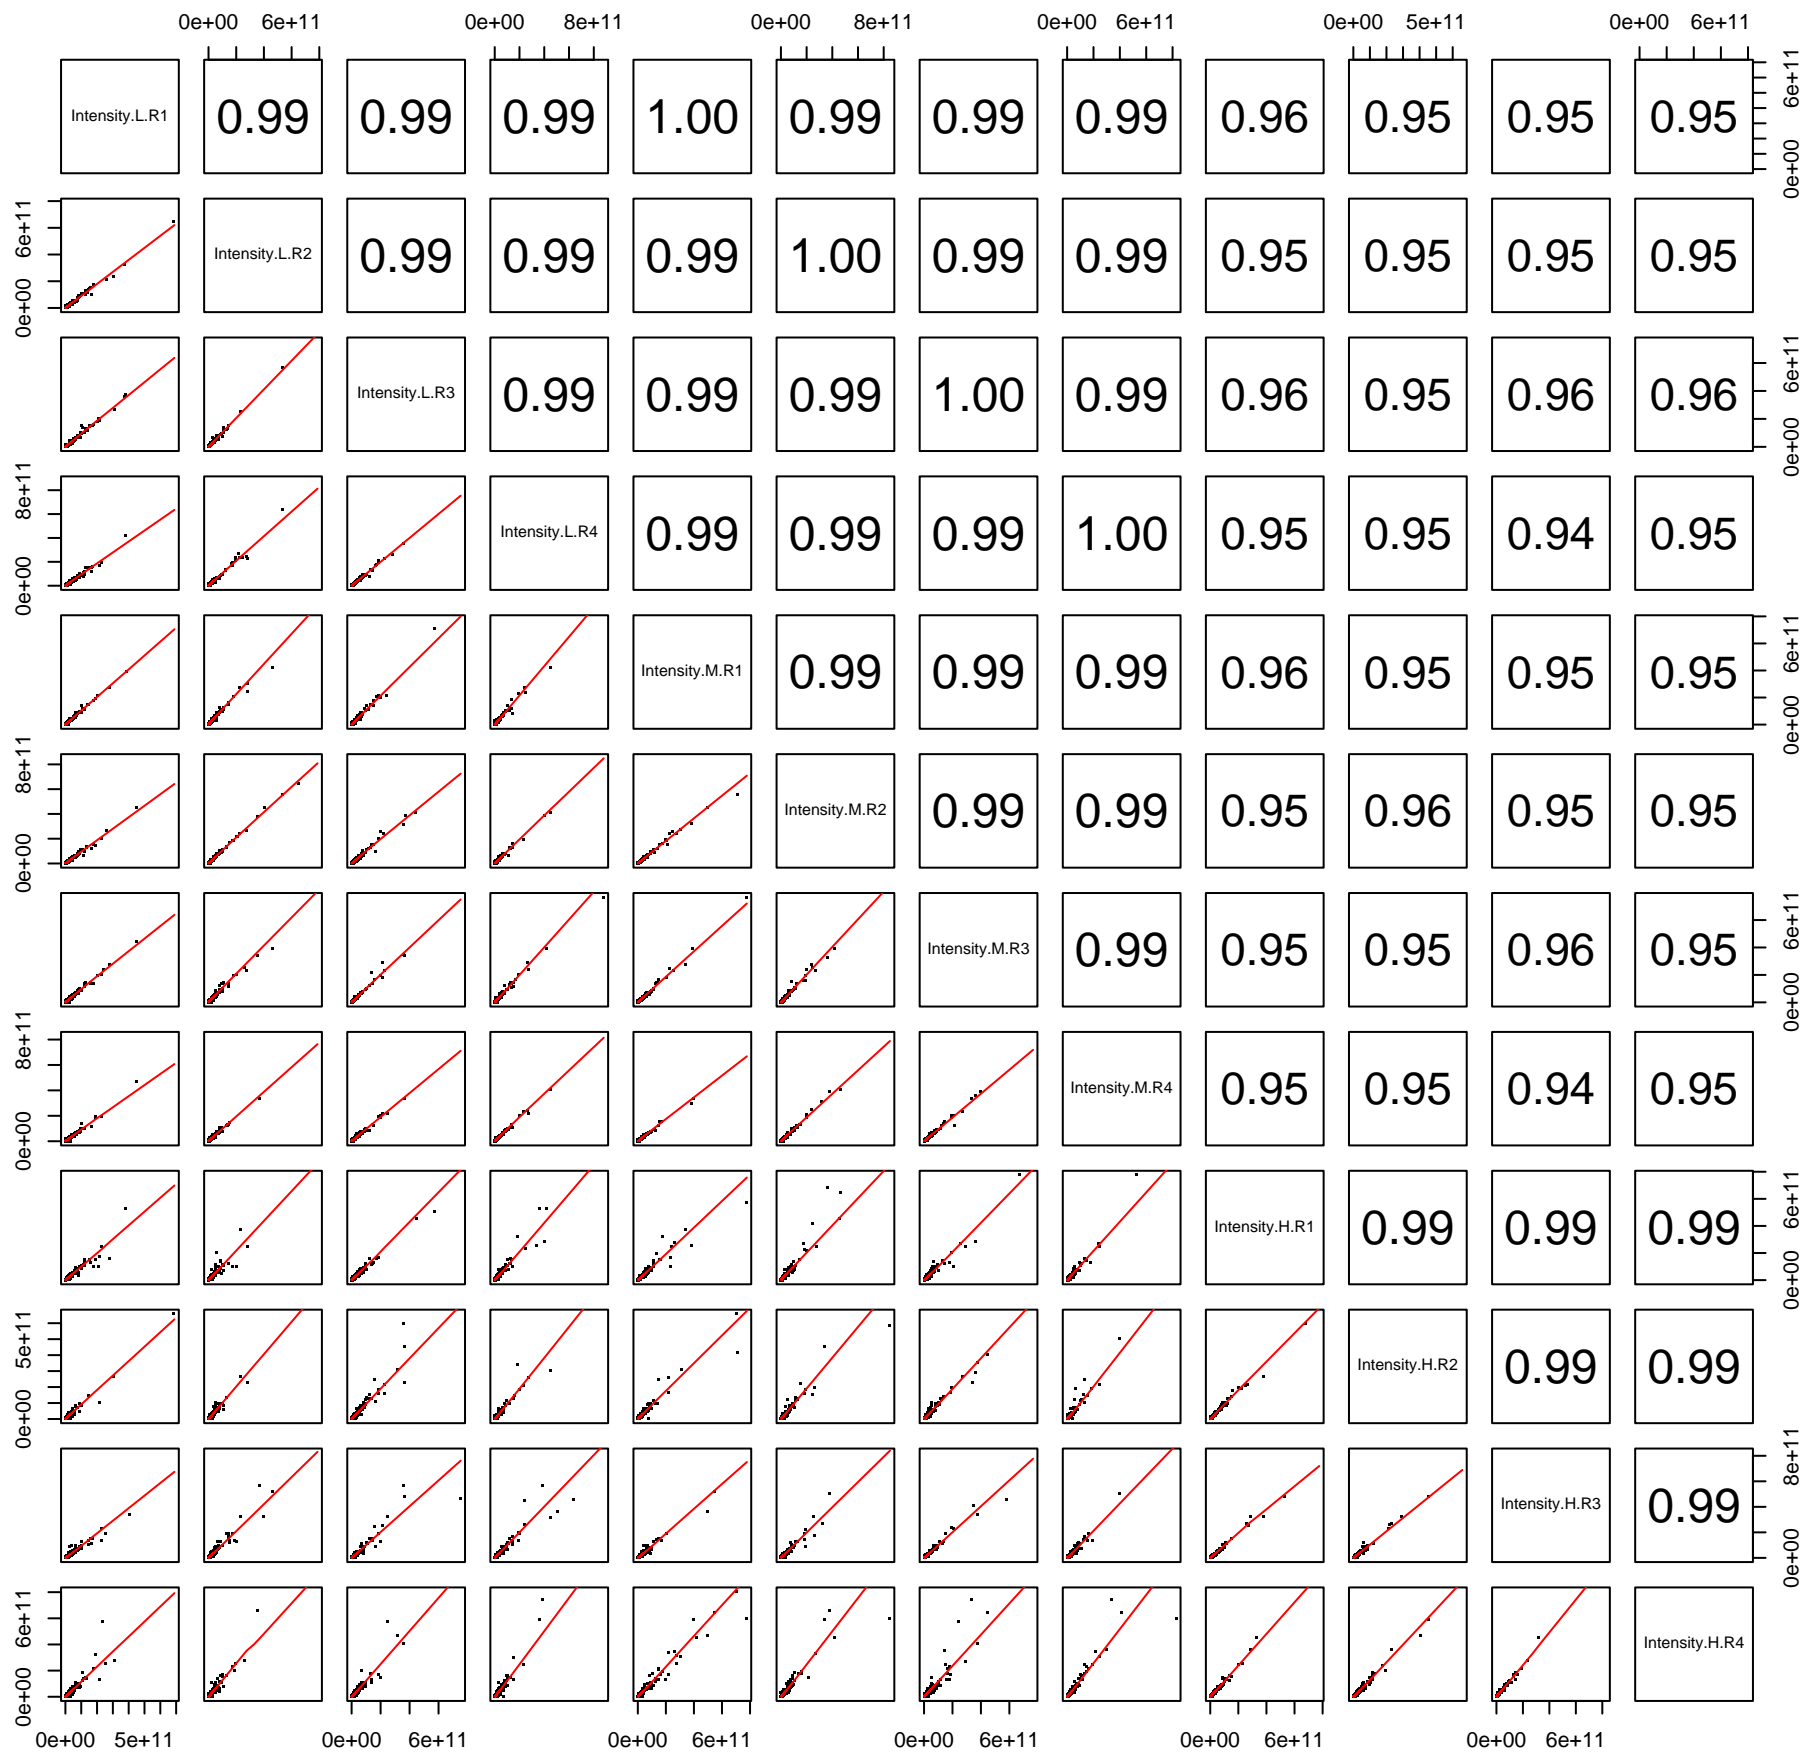 0e+00 6e+11 0e+00 8e+11 0e+00 8e+11 0e+00 6e+11 0e+00 5e+11 0e+00 6e+11
Intensity.L.R1 0.99 0.99 0.99 1.00 0.99 0.99 0.99 0.96 0.95 0.95 0.95 0e+00 6e+11
0e+00 6e+11 Intensity.L.R2 0.99 0.99 0.99 1.00 0.99 0.99 0.95 0.95 0.95 0.95
Intensity.L.R3 0.99 0.99 0.99 1.00 0.99 0.96 0.95 0.96 0.96 0e+00 6e+11
0e+00 8e+11 Intensity.L.R4 0.99 0.99 0.99 1.00 0.95 0.95 0.94 0.95
Intensity.M.R1 0.99 0.99 0.99 0.96 0.95 0.95 0.95 0e+00 6e+11
0e+00 8e+11 Intensity.M.R2 0.99 0.99 0.95 0.96 0.95 0.95
Intensity.M.R3 0.99 0.95 0.95 0.96 0.95 0e+00 6e+11
0e+00 8e+11 Intensity.M.R4 0.95 0.95 0.94 0.95
Intensity.H.R1 0.99 0.99 0.99 0e+00 6e+11
0e+00 5e+11 Intensity.H.R2 0.99 0.99
Intensity.H.R3 0.99 0e+00 8e+11
0e+00 6e+11 Intensity.H.R4
0e+00 5e+11 0e+00 6e+11 0e+00 6e+11 0e+00 6e+11 0e+00 6e+11 0e+00 6e+11